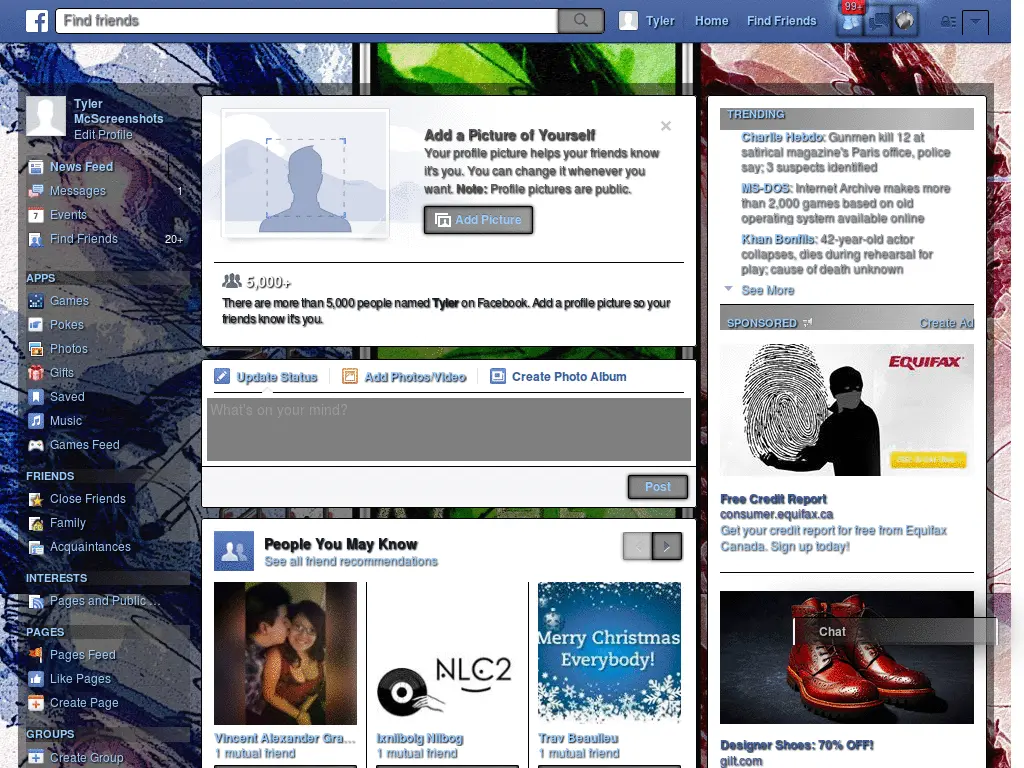 Find friends
Tyler
Home
Find Friends
99+
Tyler
McScreenshots
Edit Profile
News Feed
Messages 1
Events
Find Friends 20+
APPS
Games
Pokes
Photos
Gifts
Saved
Music
Games Feed
FRIENDS
Close Friends
Family
Acquaintances
INTERESTS
Pages and Public ...
PAGES
Pages Feed
Like Pages
Create Page
GROUPS
Create Group
Add a Picture of Yourself
Your profile picture helps your friends know
it's you. You can change it whenever you
want. Note: Profile pictures are public.
Add Picture
5,000+
There are more than 5,000 people named Tyler on Facebook. Add a profile picture so your
friends know it's you.
Update Status
Add Photos/Video
Create Photo Album
What's on your mind?
Post
People You May Know
See all friend recommendations
Merry Christmas
Everybody!
NLC2
Vincent Alexander Gra...
1 mutual friend
Ixnilbolg Nilbog
1 mutual friend
Trav Beaulieu
1 mutual friend
TRENDING
Charlie Hebdo: Gunmen kill 12 at
satirical magazine's Paris office, police
say; 3 suspects identified
MS-DOS: Internet Archive makes more
than 2,000 games based on old
operating system available online
Khan Bonfils: 42-year-old actor
collapses, dies during rehearsal for
play; cause of death unknown
See More
SPONSORED
Create Ad
EQUIFAX
Free Credit Report
consumer.equifax.ca
Get your credit report for free from Equifax
Canada. Sign up today!
Chat
Designer Shoes: 70% OFF!
gilt.com